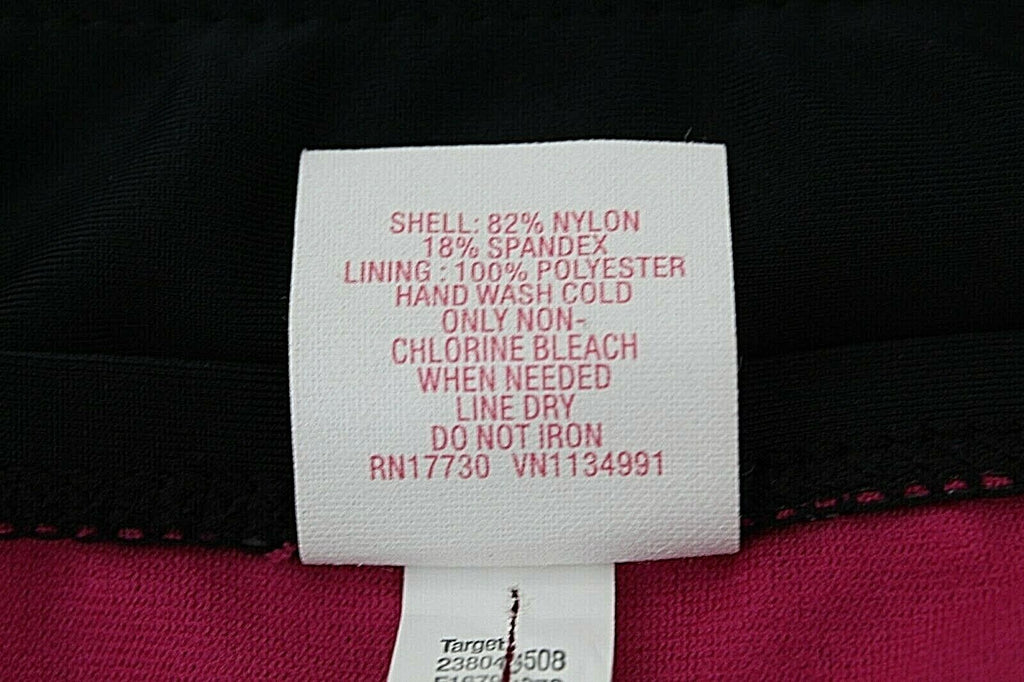 SHELL: 82% NYLON
18% SPANDEX
LINING : 100% POLYESTER
HAND WASH COLD
ONLY NON-
CHLORINE BLEACH
WHEN NEEDED
LINE DRY
DO NOT IRON
RN17730 VN1134991
Target